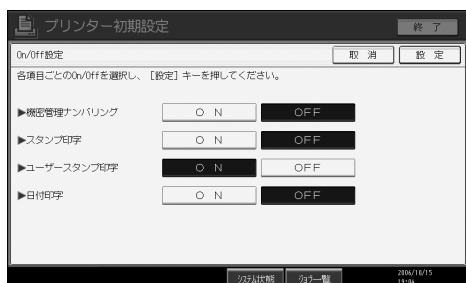 プリンター初期設定
終 了
On/Off設定
取 消
設 定
各項目ごとのOn/Offを選択し、[設定] キーを押してください。
▶機密管理ナンバリング
O N
OFF
▶スタンプ印字
O N
OFF
▶ユーザースタンプ印字
O N
OFF
▶日付印字
O N
OFF
システム状態
ジョブ一覧
2006/10/15
19:06